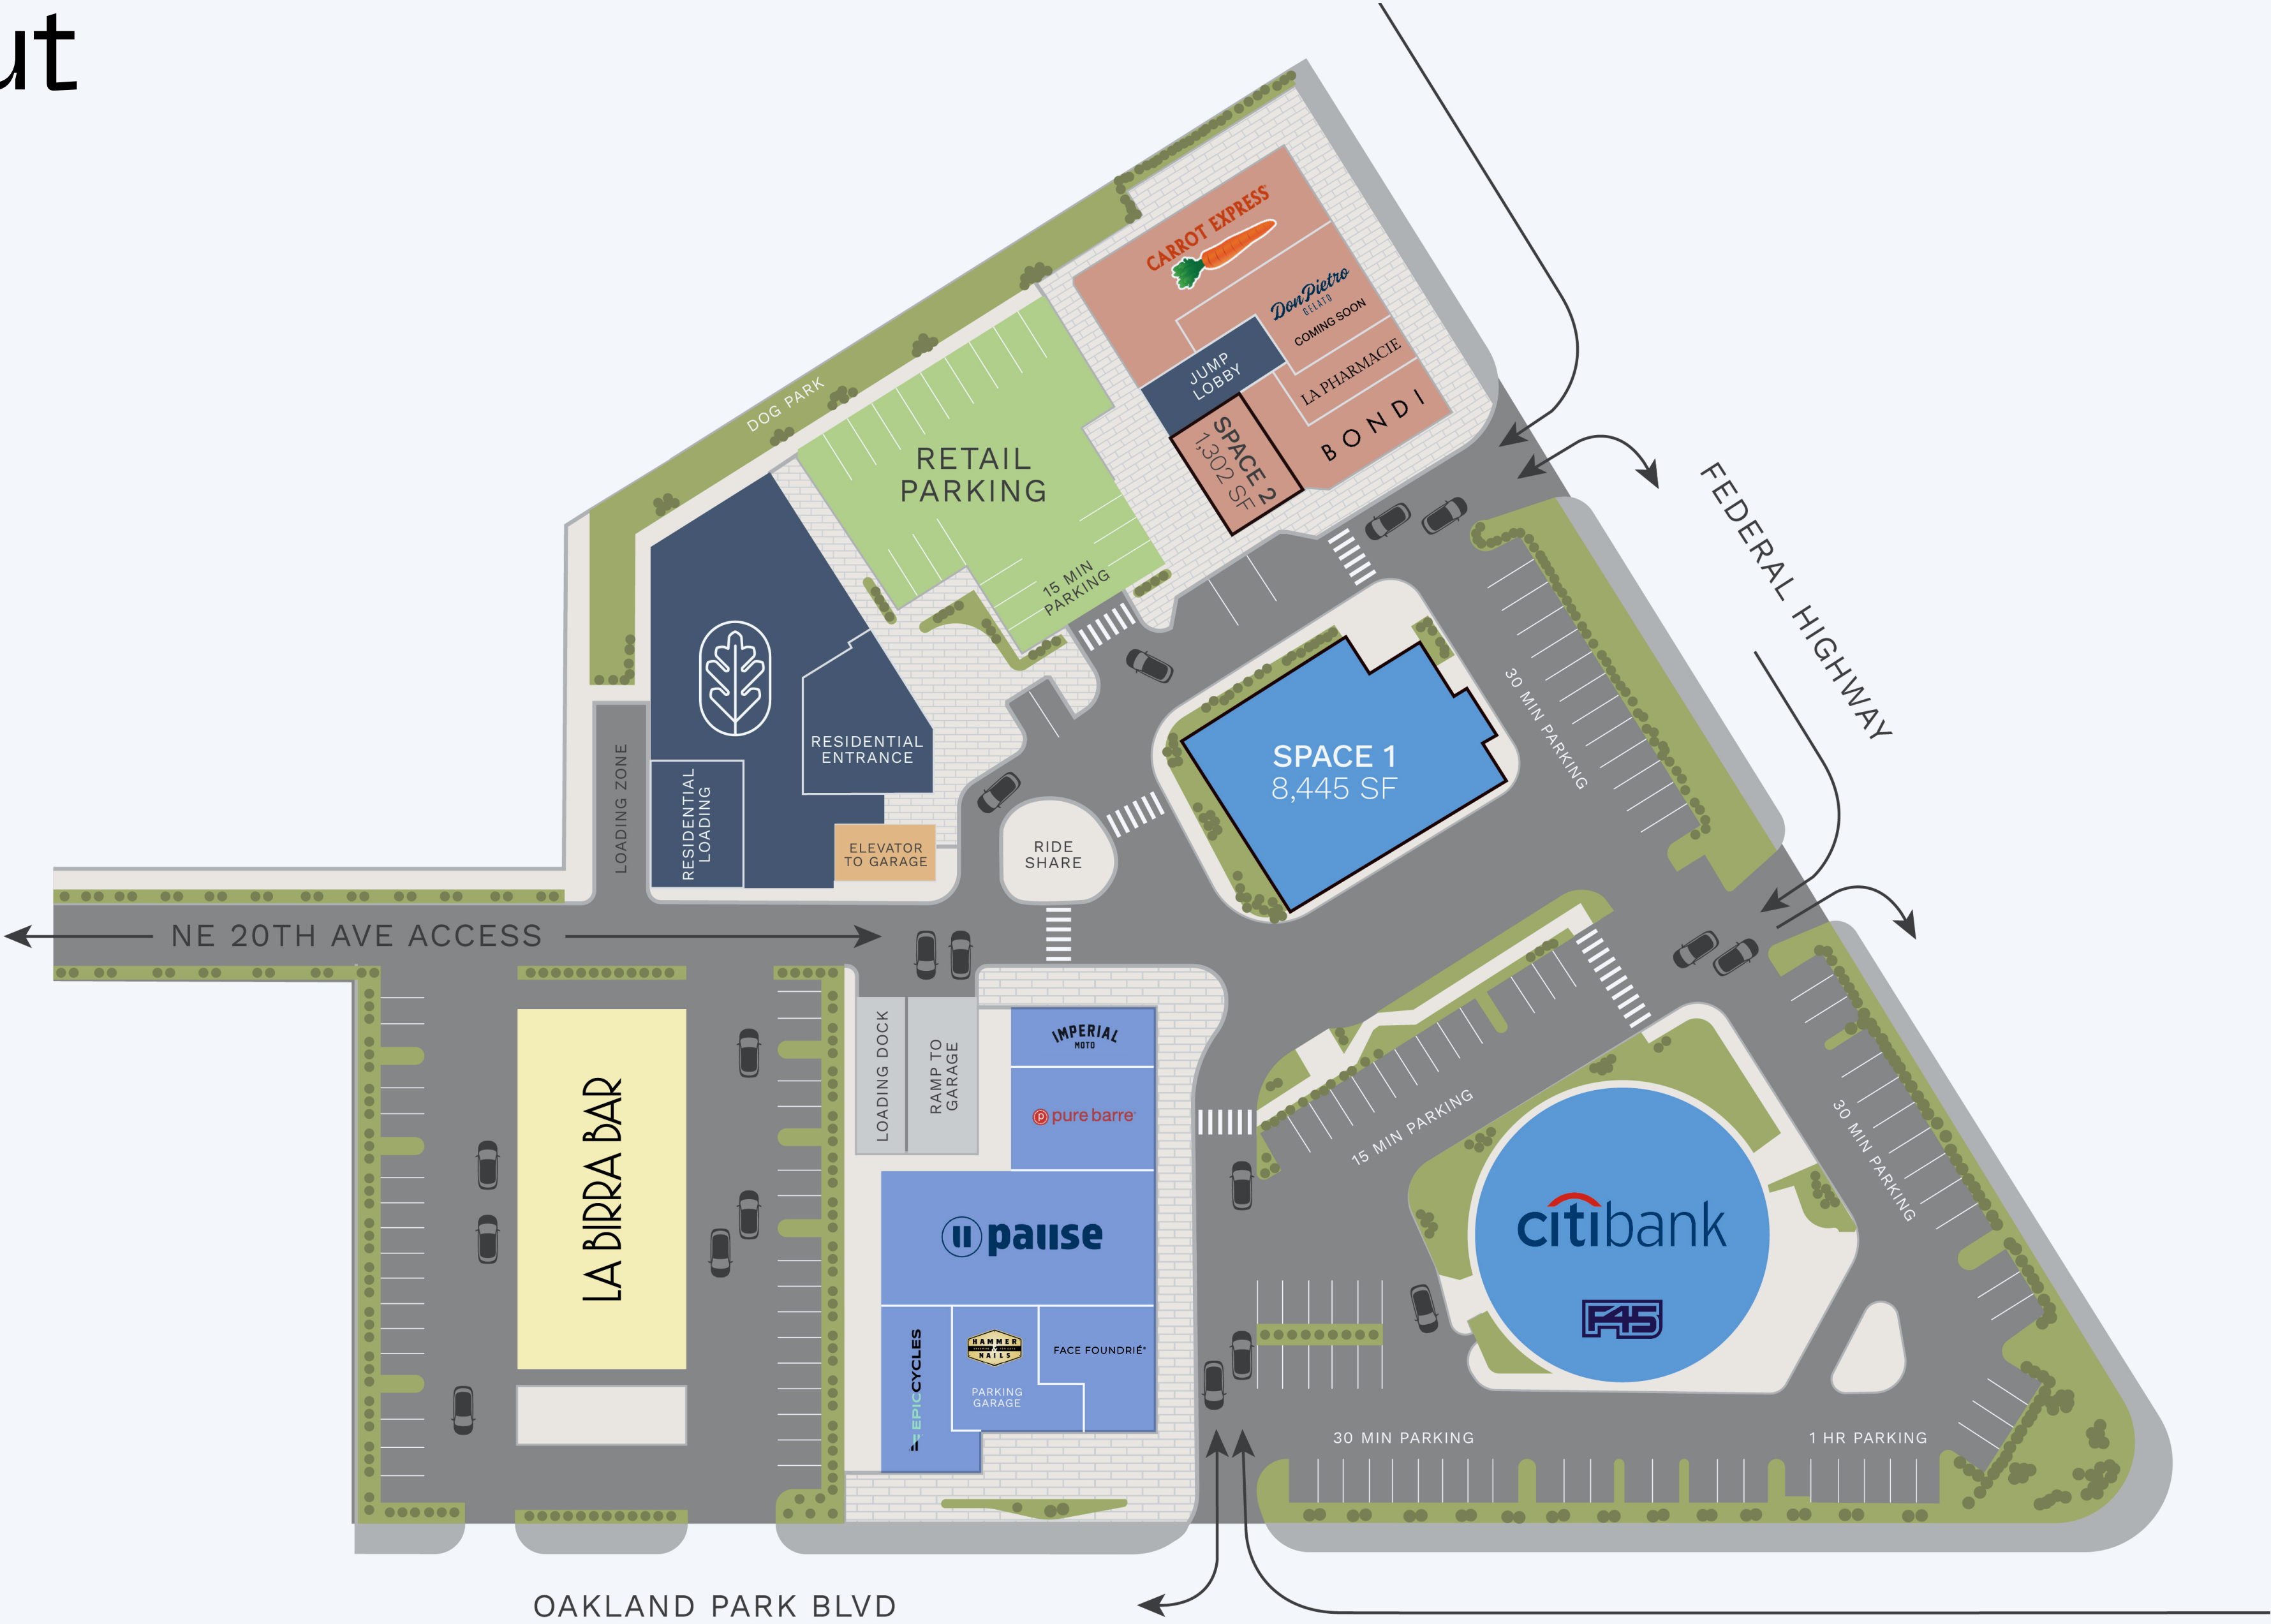 ut
CARROT EXPRESS
Don Pietro
GELATO
COMING SOON
JUMP
LOBBY
LA PHARMACIE
BONDI
SPACE 2
1,302 SF
DOG PARK
RETAIL
PARKING
15 MIN
PARKING
FEDERAL HIGHWAY
30 MIN PARKING
SPACE 1
8,445 SF
RESIDENTIAL
ENTRANCE
RESIDENTIAL
LOADING
LOADING ZONE
ELEVATOR
TO GARAGE
RIDE
SHARE
NE 20TH AVE ACCESS
LOADING DOCK
RAMP TO
GARAGE
IMPERIAL
MOTO
p pure barre
LA BIRRA BAR
pause
15 MIN PARKING
30 MIN PARKING
citibank
F45
EPIC CYCLES
HAMMER
&
NAILS
PARKING
GARAGE
FACE FOUNDRIÉ
30 MIN PARKING
1 HR PARKING
OAKLAND PARK BLVD